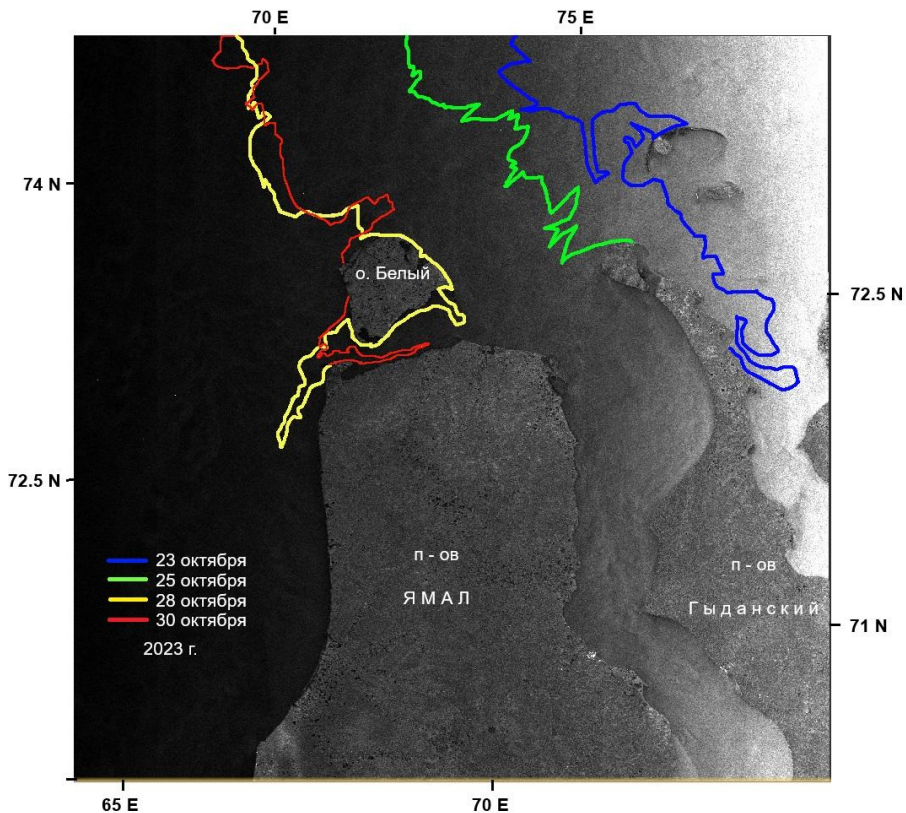 70 E
75 E
74 N
о. Белый
72.5 N
72.5 N
п - ов
ЯМАЛ
п - ов
Гыданский
23 октября
25 октября
28 октября
30 октября
2023 г.
71 N
65 E
70 E